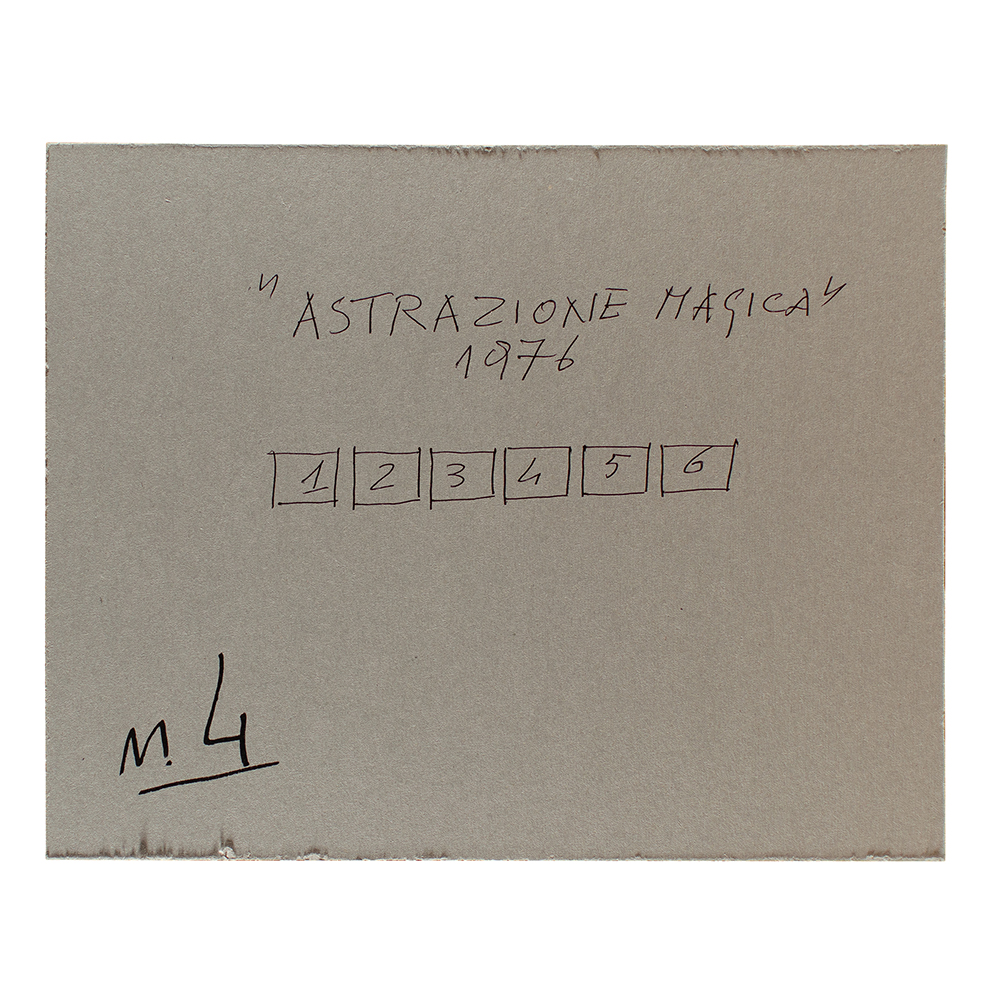 "ASTRAZIONE MAGICA"
1976
1 2 3 4 5 6
N. 4